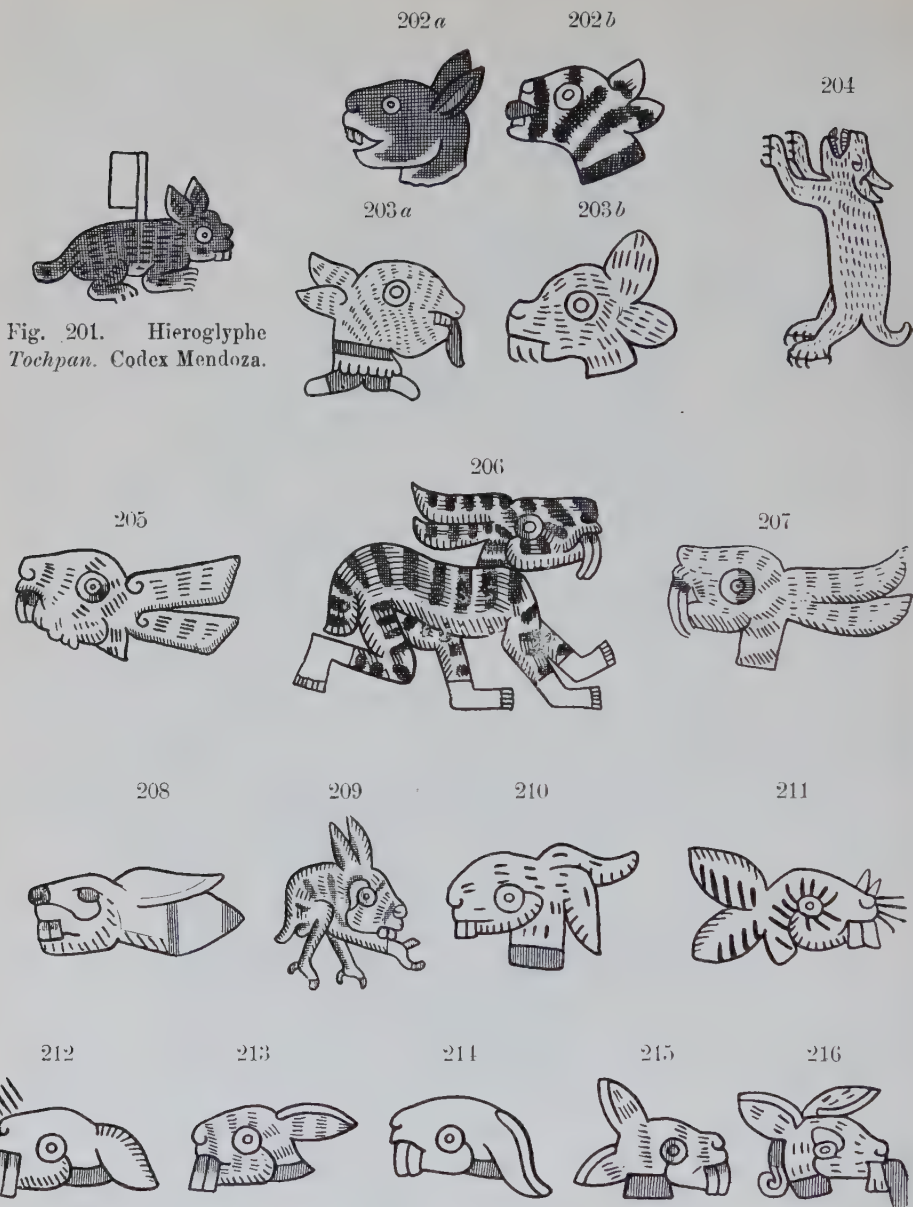 202 a 202 b
204
203 a 203 b
Fig. 201. Hieroglyphe
Tochpan. Codex Mendoza.
206
205 207
208 209 210 211
212 213 214 215 216